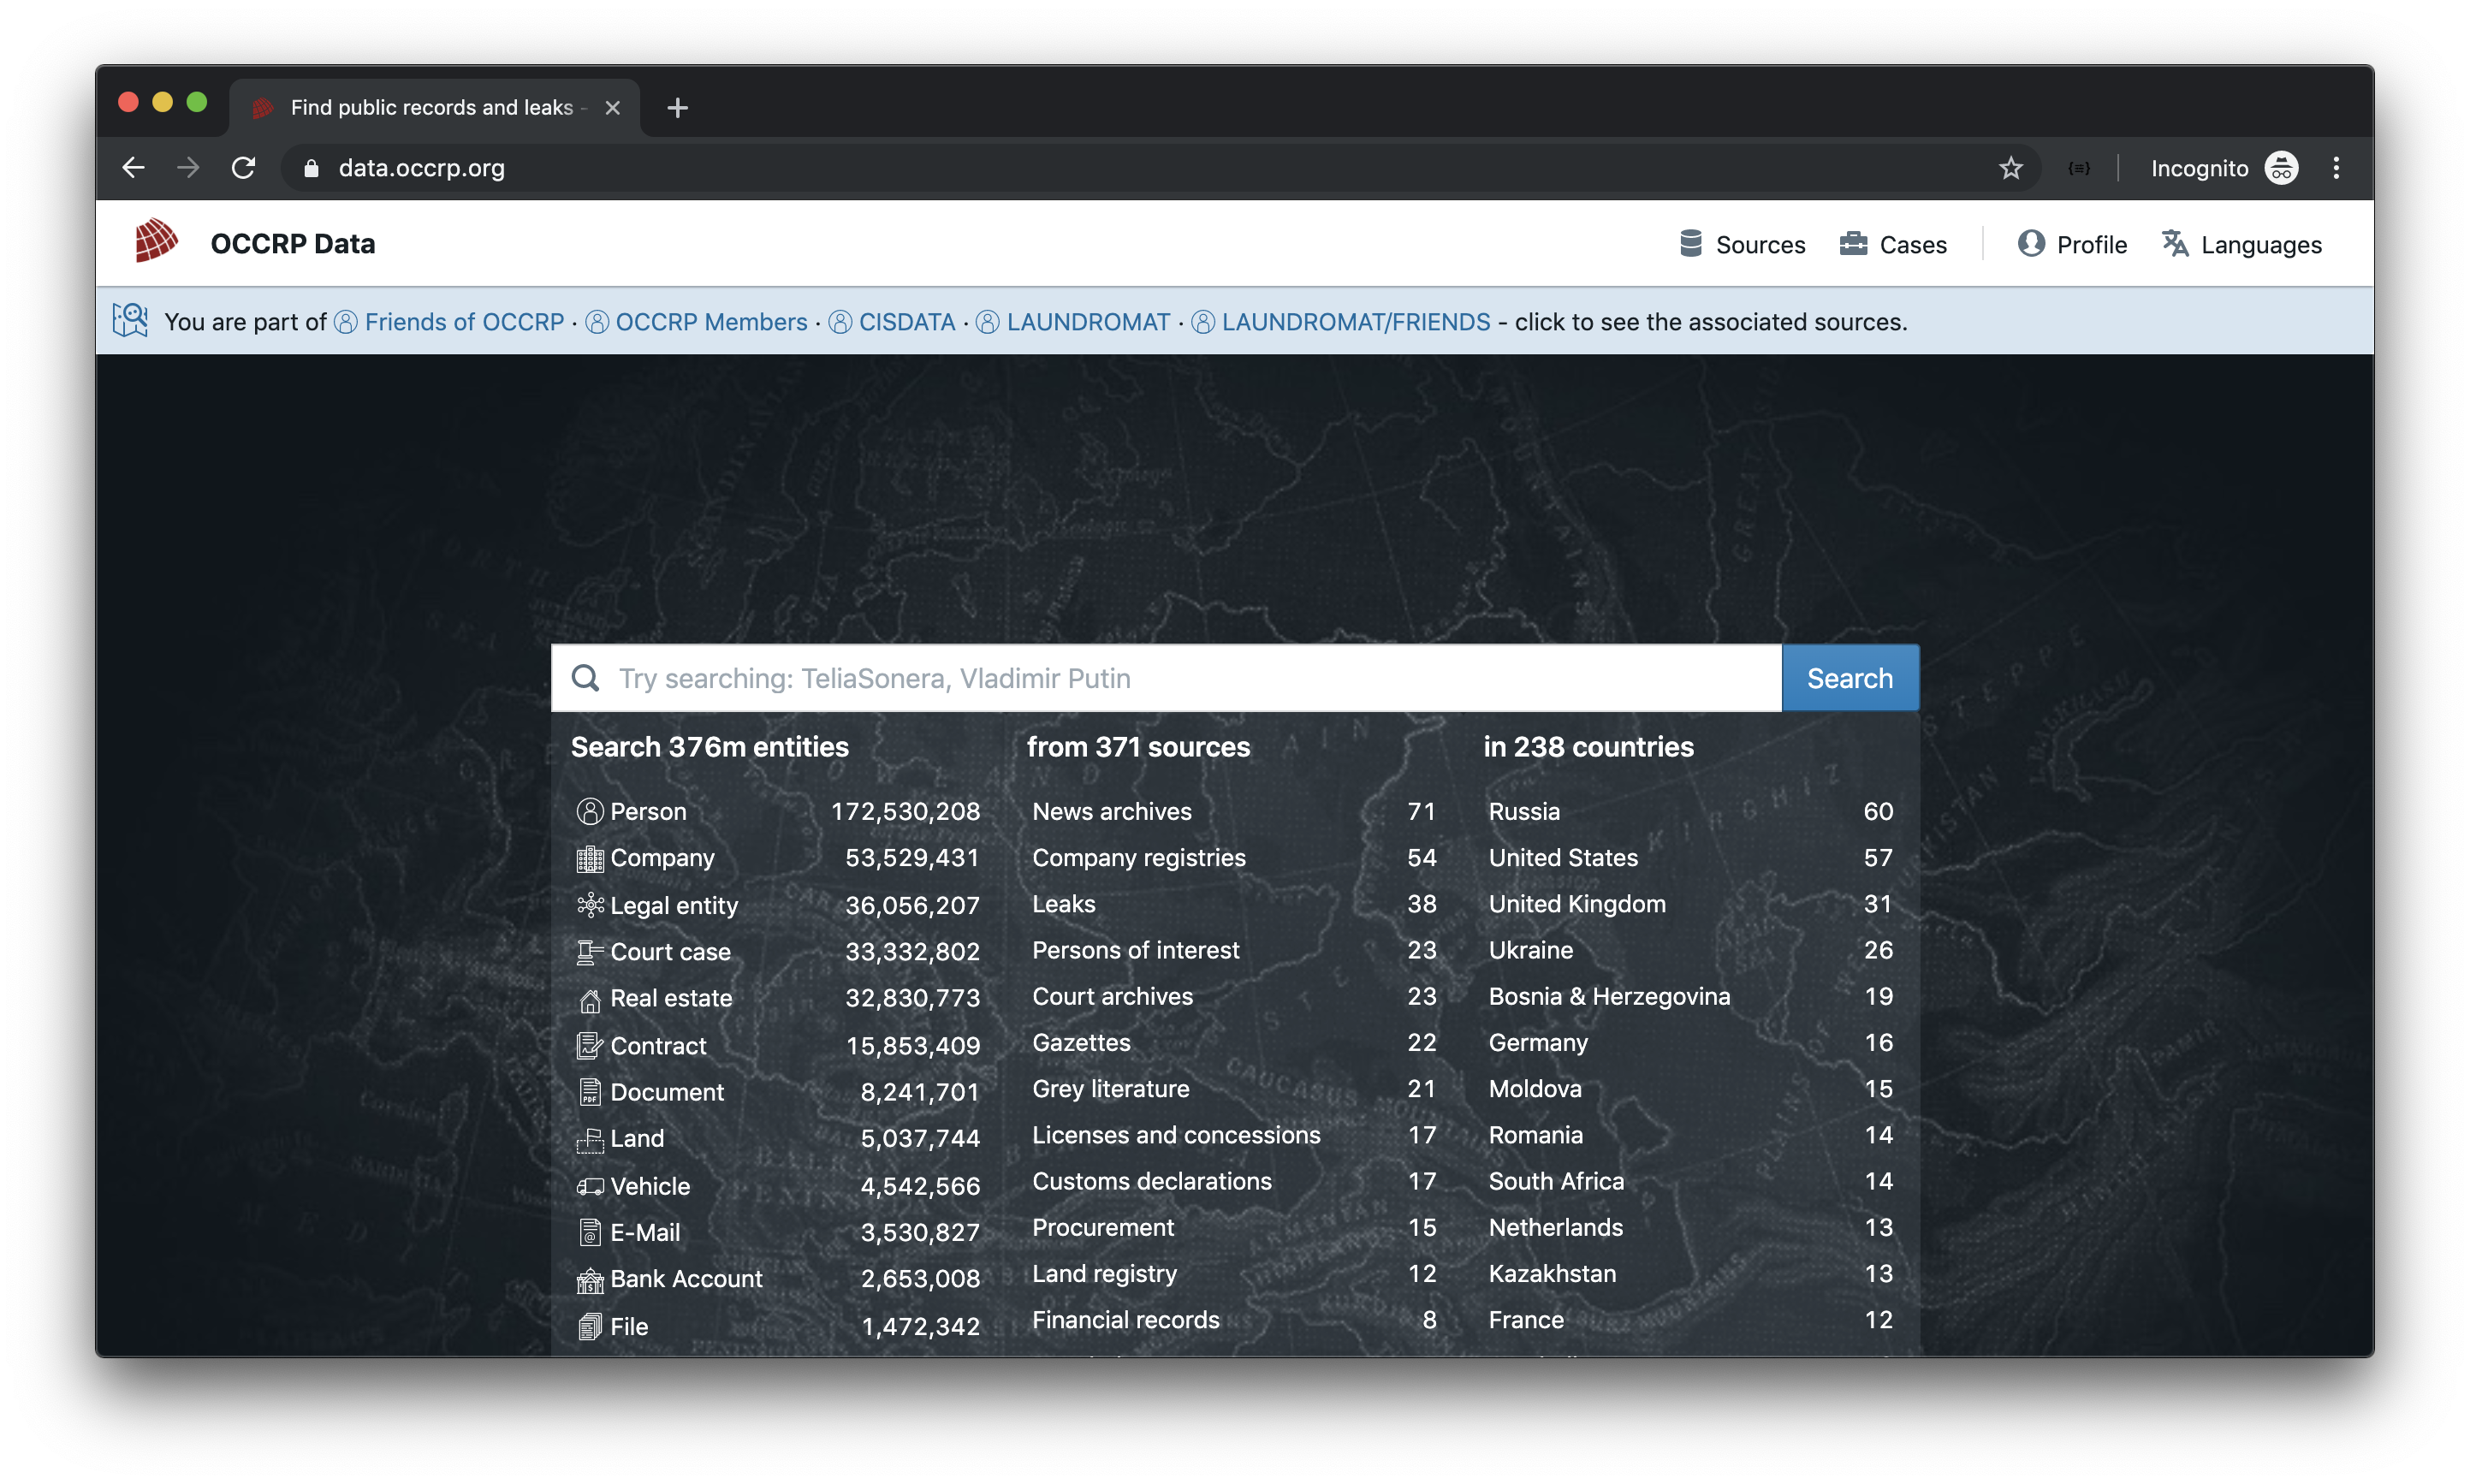 Find public records and leaks -
data.occrp.org
Incognito
OCCRP Data
Sources
Cases
Profile
Languages
You are part of Friends of OCCRP · OCCRP Members · CISDATA · LAUNDROMAT · LAUNDROMAT/FRIENDS - click to see the associated sources.
Try searching: TeliaSonera, Vladimir Putin
Search
Search 376m entities
Person 172,530,208
Company 53,529,431
Legal entity 36,056,207
Court case 33,332,802
Real estate 32,830,773
Contract 15,853,409
Document 8,241,701
Land 5,037,744
Vehicle 4,542,566
E-Mail 3,530,827
Bank Account 2,653,008
File 1,472,342
from 371 sources
News archives 71
Company registries 54
Leaks 38
Persons of interest 23
Court archives 23
Gazettes 22
Grey literature 21
Licenses and concessions 17
Customs declarations 17
Procurement 15
Land registry 12
Financial records 8
in 238 countries
Russia 60
United States 57
United Kingdom 31
Ukraine 26
Bosnia & Herzegovina 19
Germany 16
Moldova 15
Romania 14
South Africa 14
Netherlands 13
Kazakhstan 13
France 12